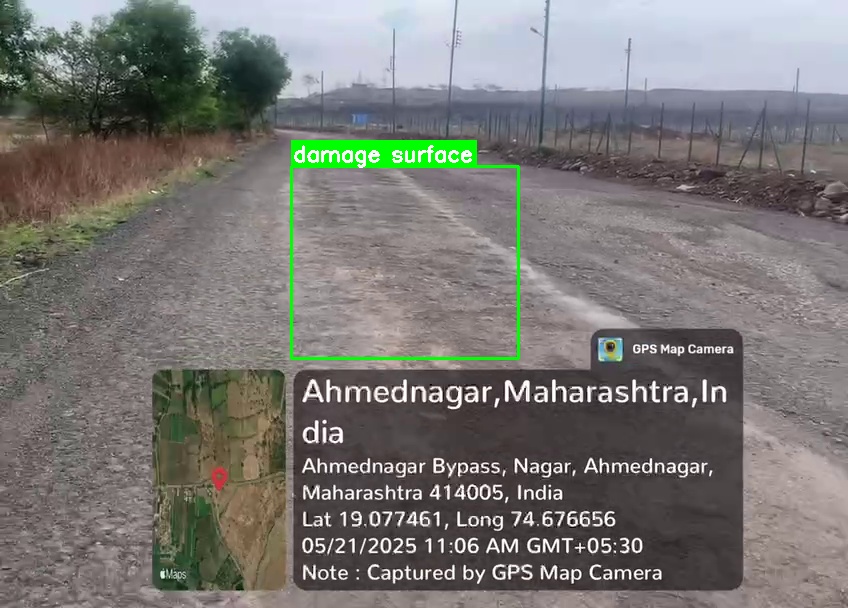 damage surface
GPS Map Camera
Ahmednagar,Maharashtra,In
dia
Ahmednagar Bypass, Nagar, Ahmednagar,
Maharashtra 414005, India
Lat 19.077461, Long 74.676656
05/21/2025 11:06 AM GMT+05:30
Note : Captured by GPS Map Camera
Maps